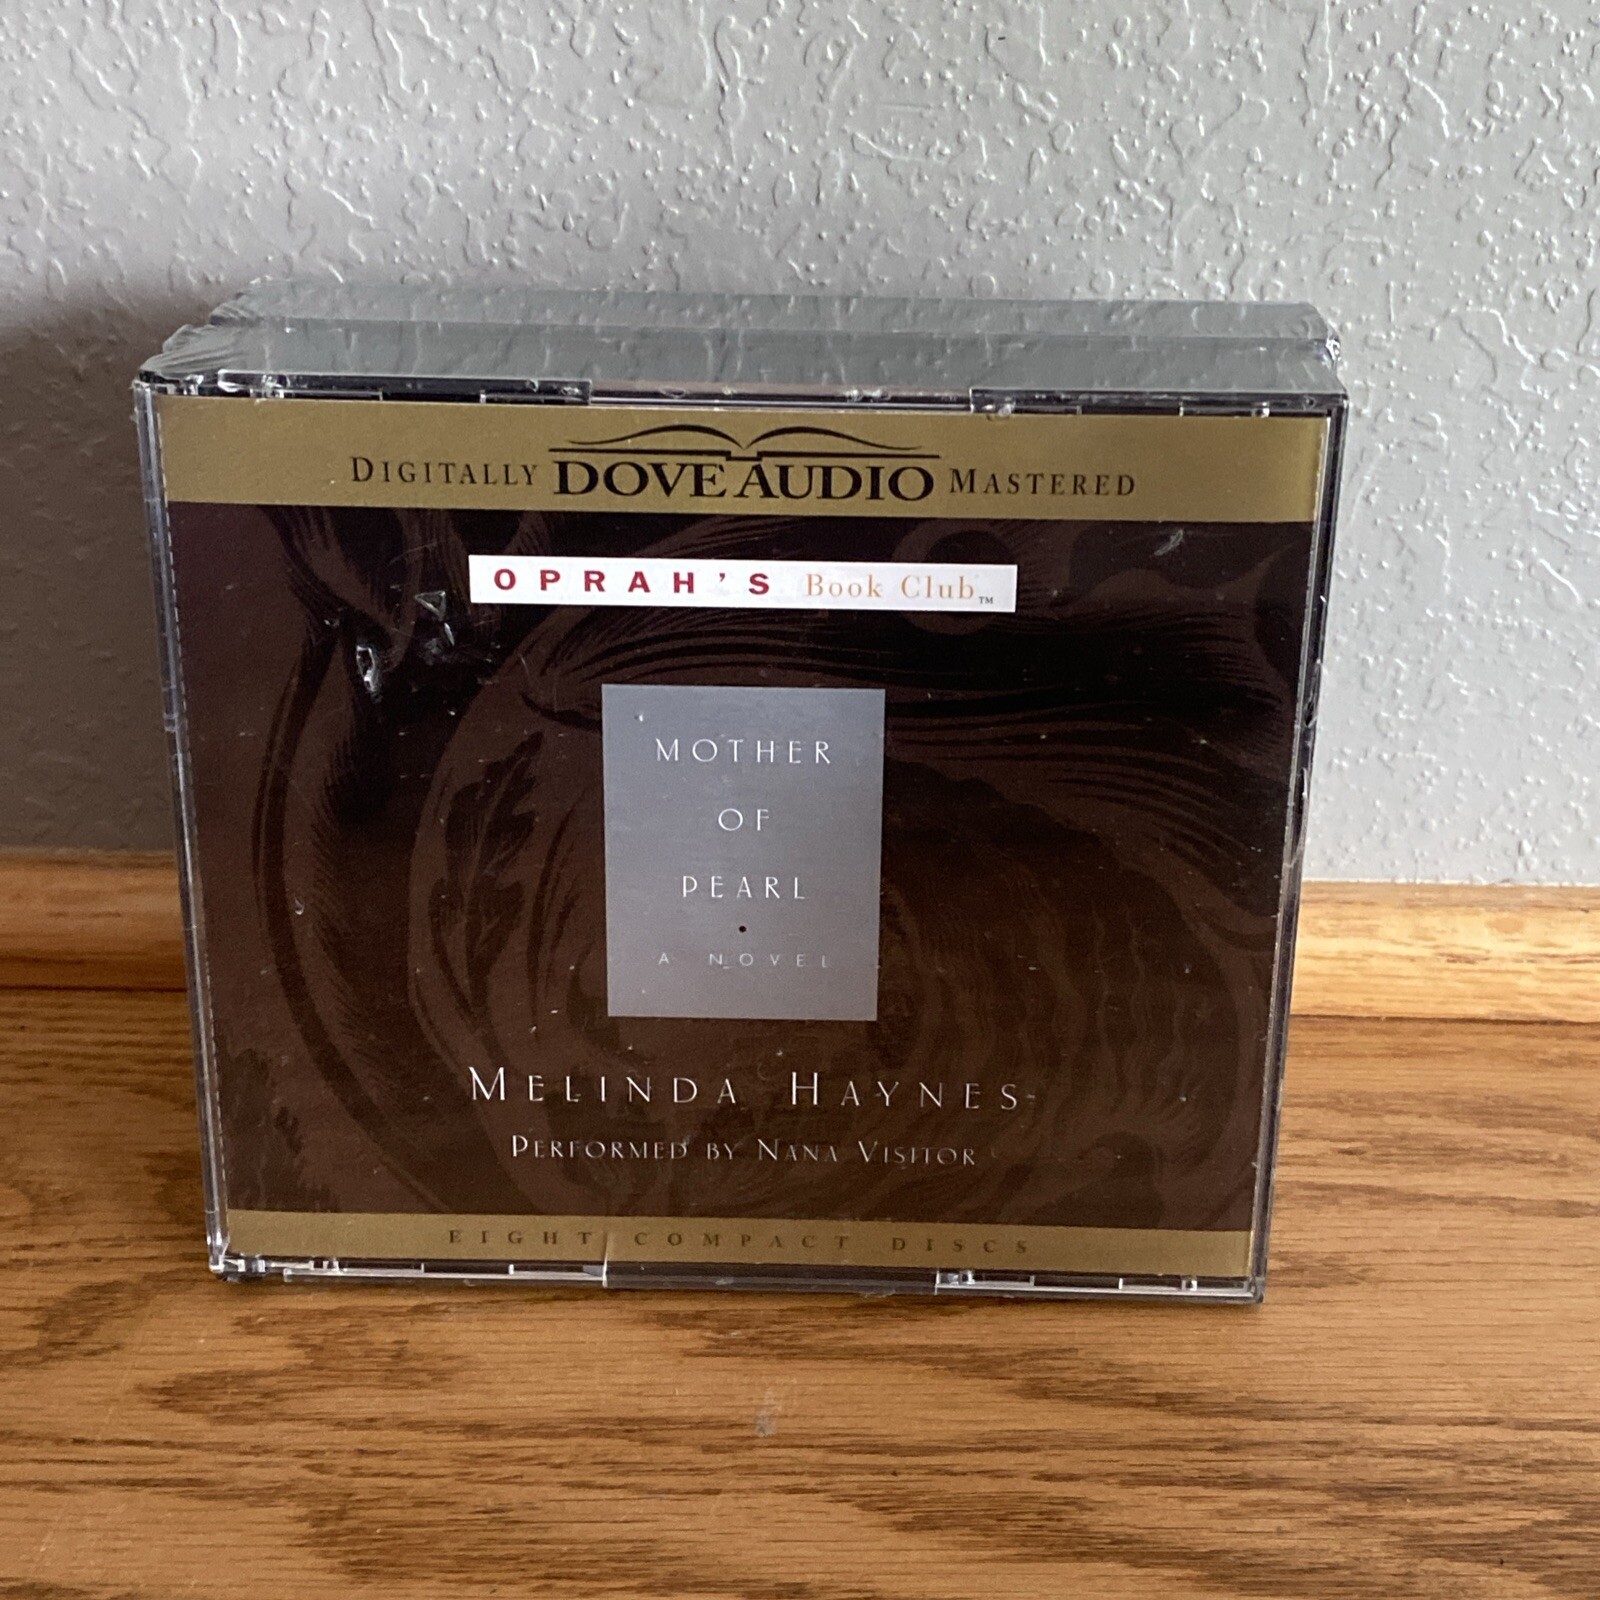 DIGITALLY DOVE AUDIO MASTERED
OPRAH'S Book Club™
MOTHER
OF
PEARL
•
A NOVEL
MELINDA HAYNES
PERFORMED BY NANA VISITOR
EIGHT COMPACT DISCS